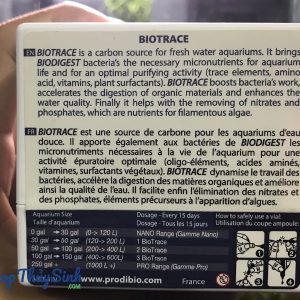 BIOTRACE
EN BIOTRACE is a carbon source for fresh water aquariums. It brings
BIODIGEST bacteria's the necessary micronutrients for aquarium
life and for an optimal purifying activity (trace elements, amino
acid, vitamins, plant surfactants). BIOTRACE boosts bacteria's work,
accelerates the digestion of organic materials and enhances the
water quality. Finally it helps with the removing of nitrates and
phosphates, which are nutrients for filamentous algae.
FR BIOTRACE est une source de carbone pour les aquariums d'eau
douce. Il apporte également aux bactéries de BIODIGEST les
micronutriments nécessaires à la vie de l'aquarium pour une
activité épuratoire optimale (oligo-éléments, acides aminés,
vitamines, surfactants végétaux). BIOTRACE dynamise le travail des
bactéries, accélère la digestion des matières organiques et améliore
ainsi la qualité de l'eau. Il facilite enfin l'élimination des nitrates et
des phosphates, éléments précurseurs à l'apparition d'algues.
Aquarium Size Dosage - Every 15 days How to safely use a vial:
Taille d'aquarium Dosage - Tous les 15 jours Utilisation du coupe ampoule:
0 gal → 30 gal (0-> 120 L) NANO Range (Gamme Nano)
30 gal → 50 gal (120-> 200 L) 1 BioTrace
50 gal → 100 gal (200-> 400 L) 2 BioTrace
100 gal → 150 gal (400-> 600 L) 3 BioTrace
250 gal + (1000 L +) PRO Range (Gamme Pro)
www.prodibio.com France